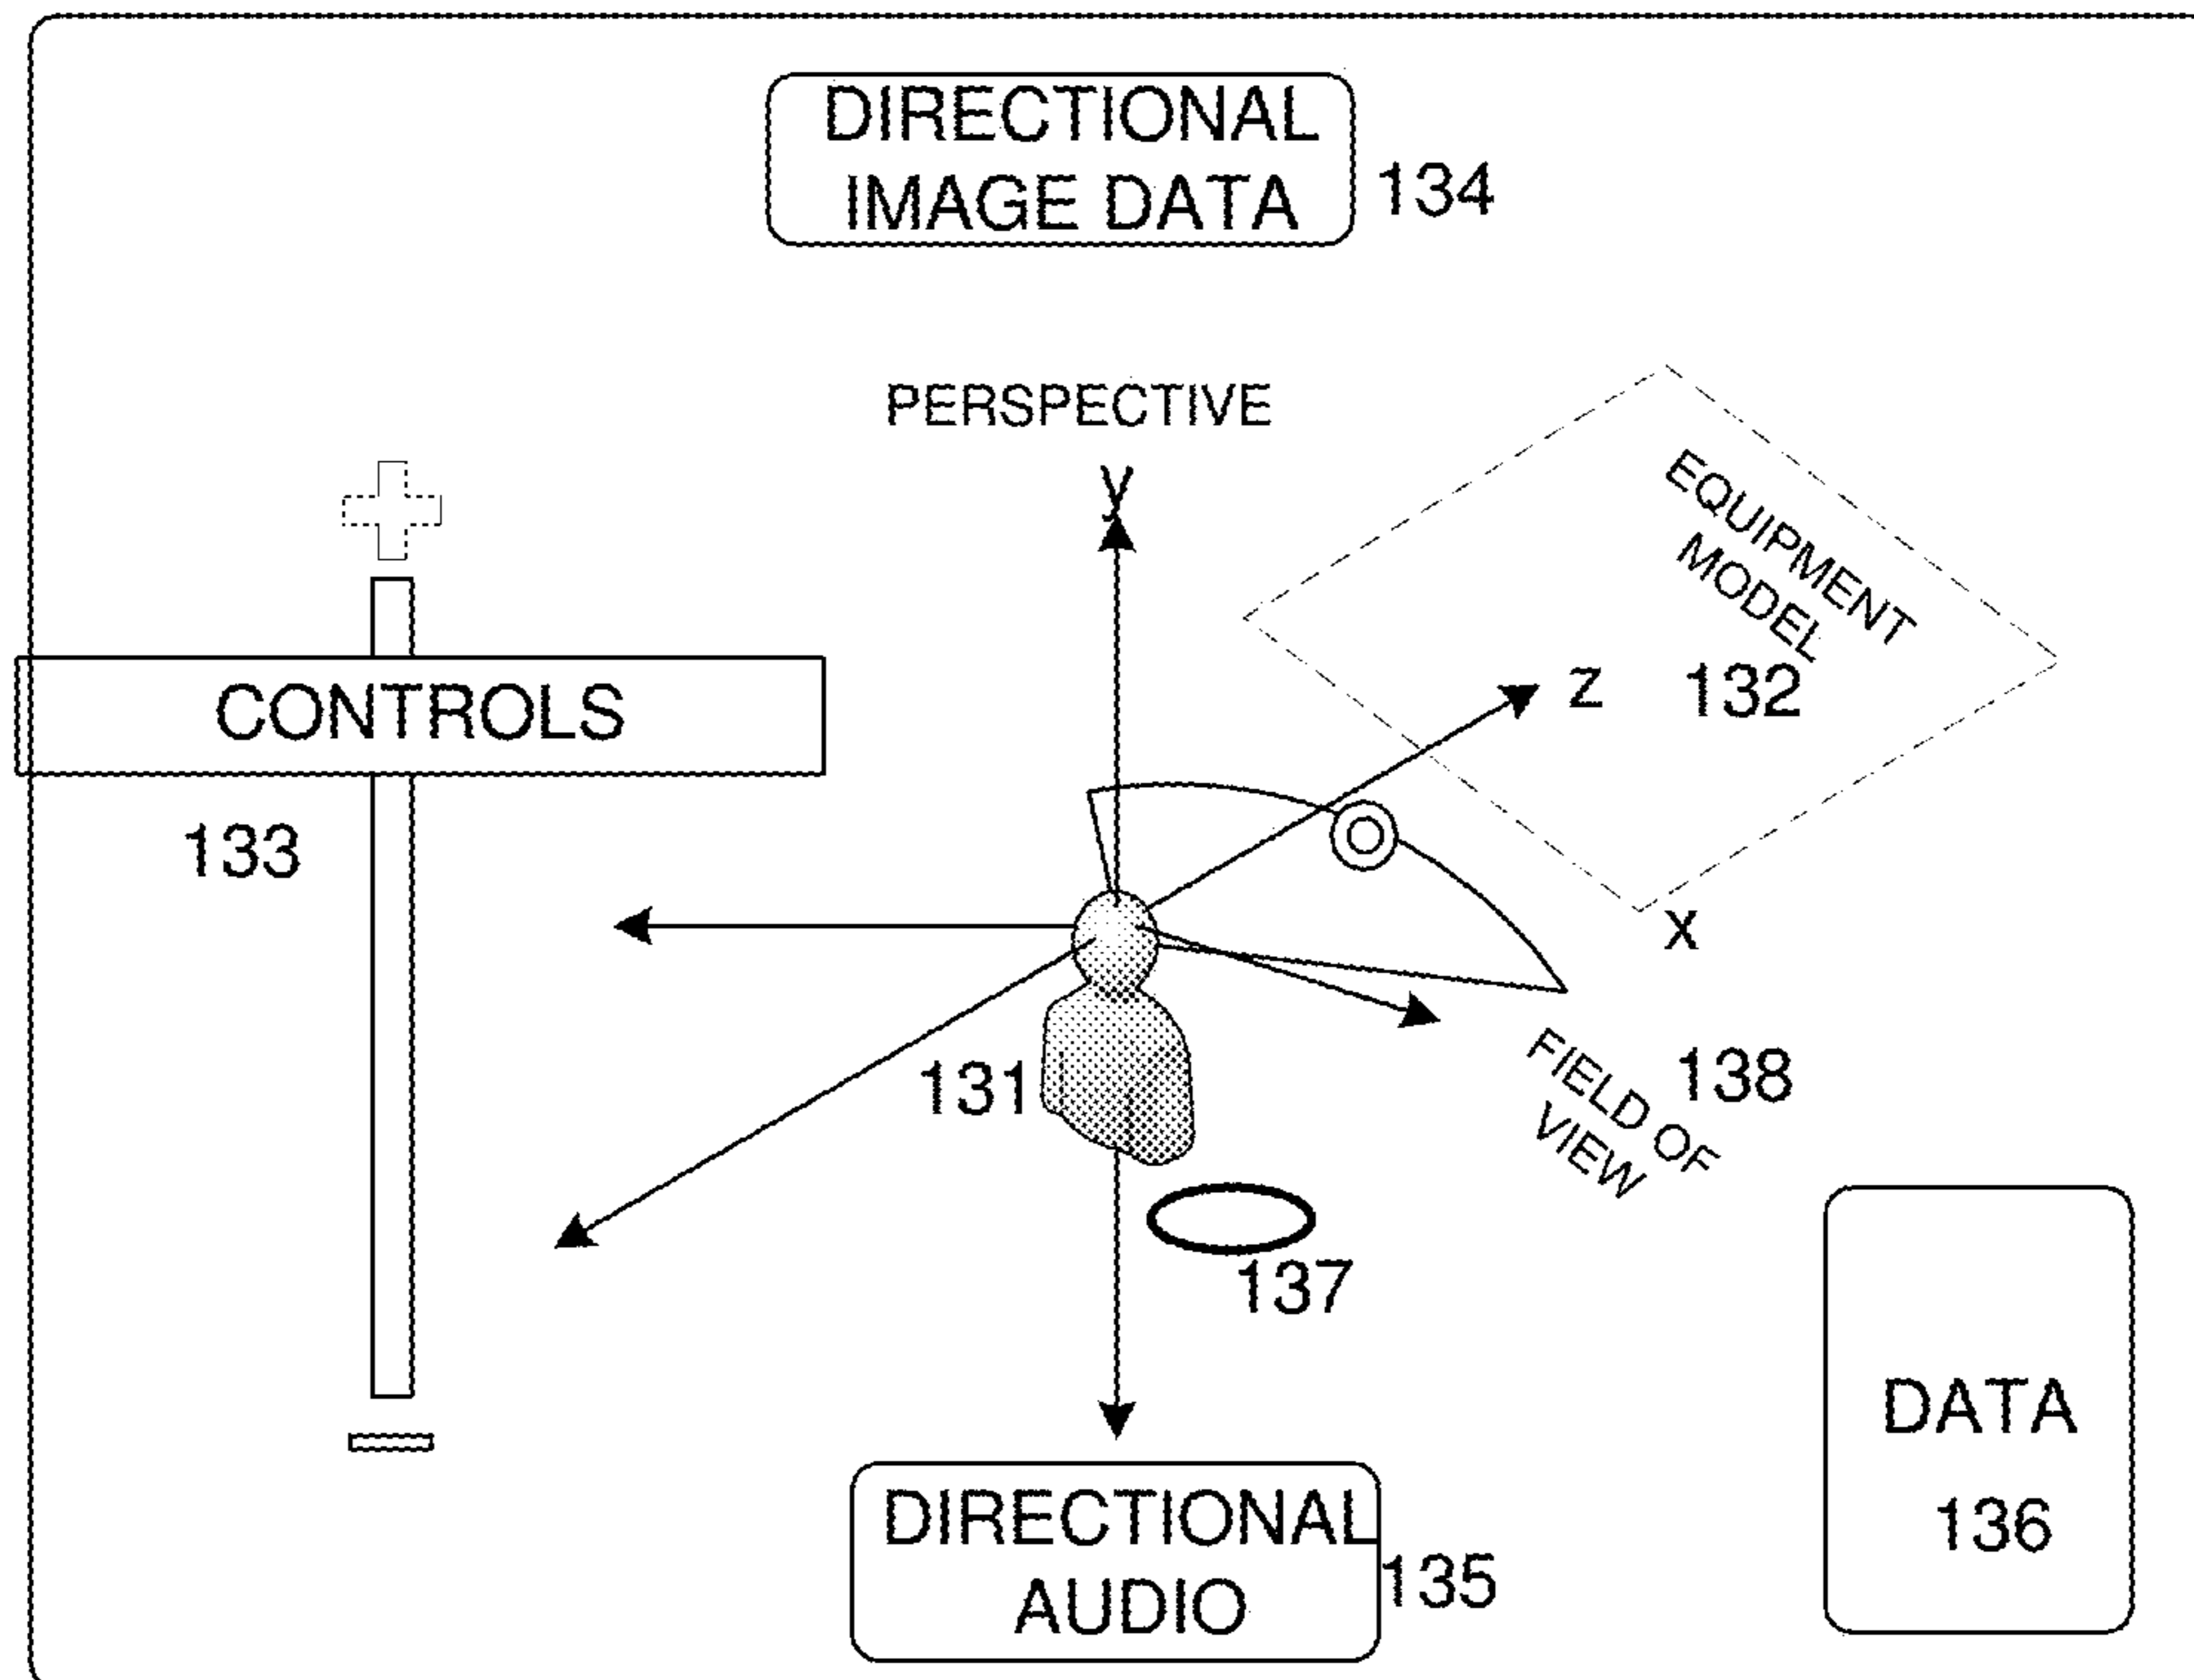 DIRECTIONAL
IMAGE DATA
134
PERSPECTIVE
y
EQUIPMENT
MODEL
132
z
CONTROLS
133
x
131
138
FIELD OF
VIEW
137
DATA
136
DIRECTIONAL
AUDIO
135